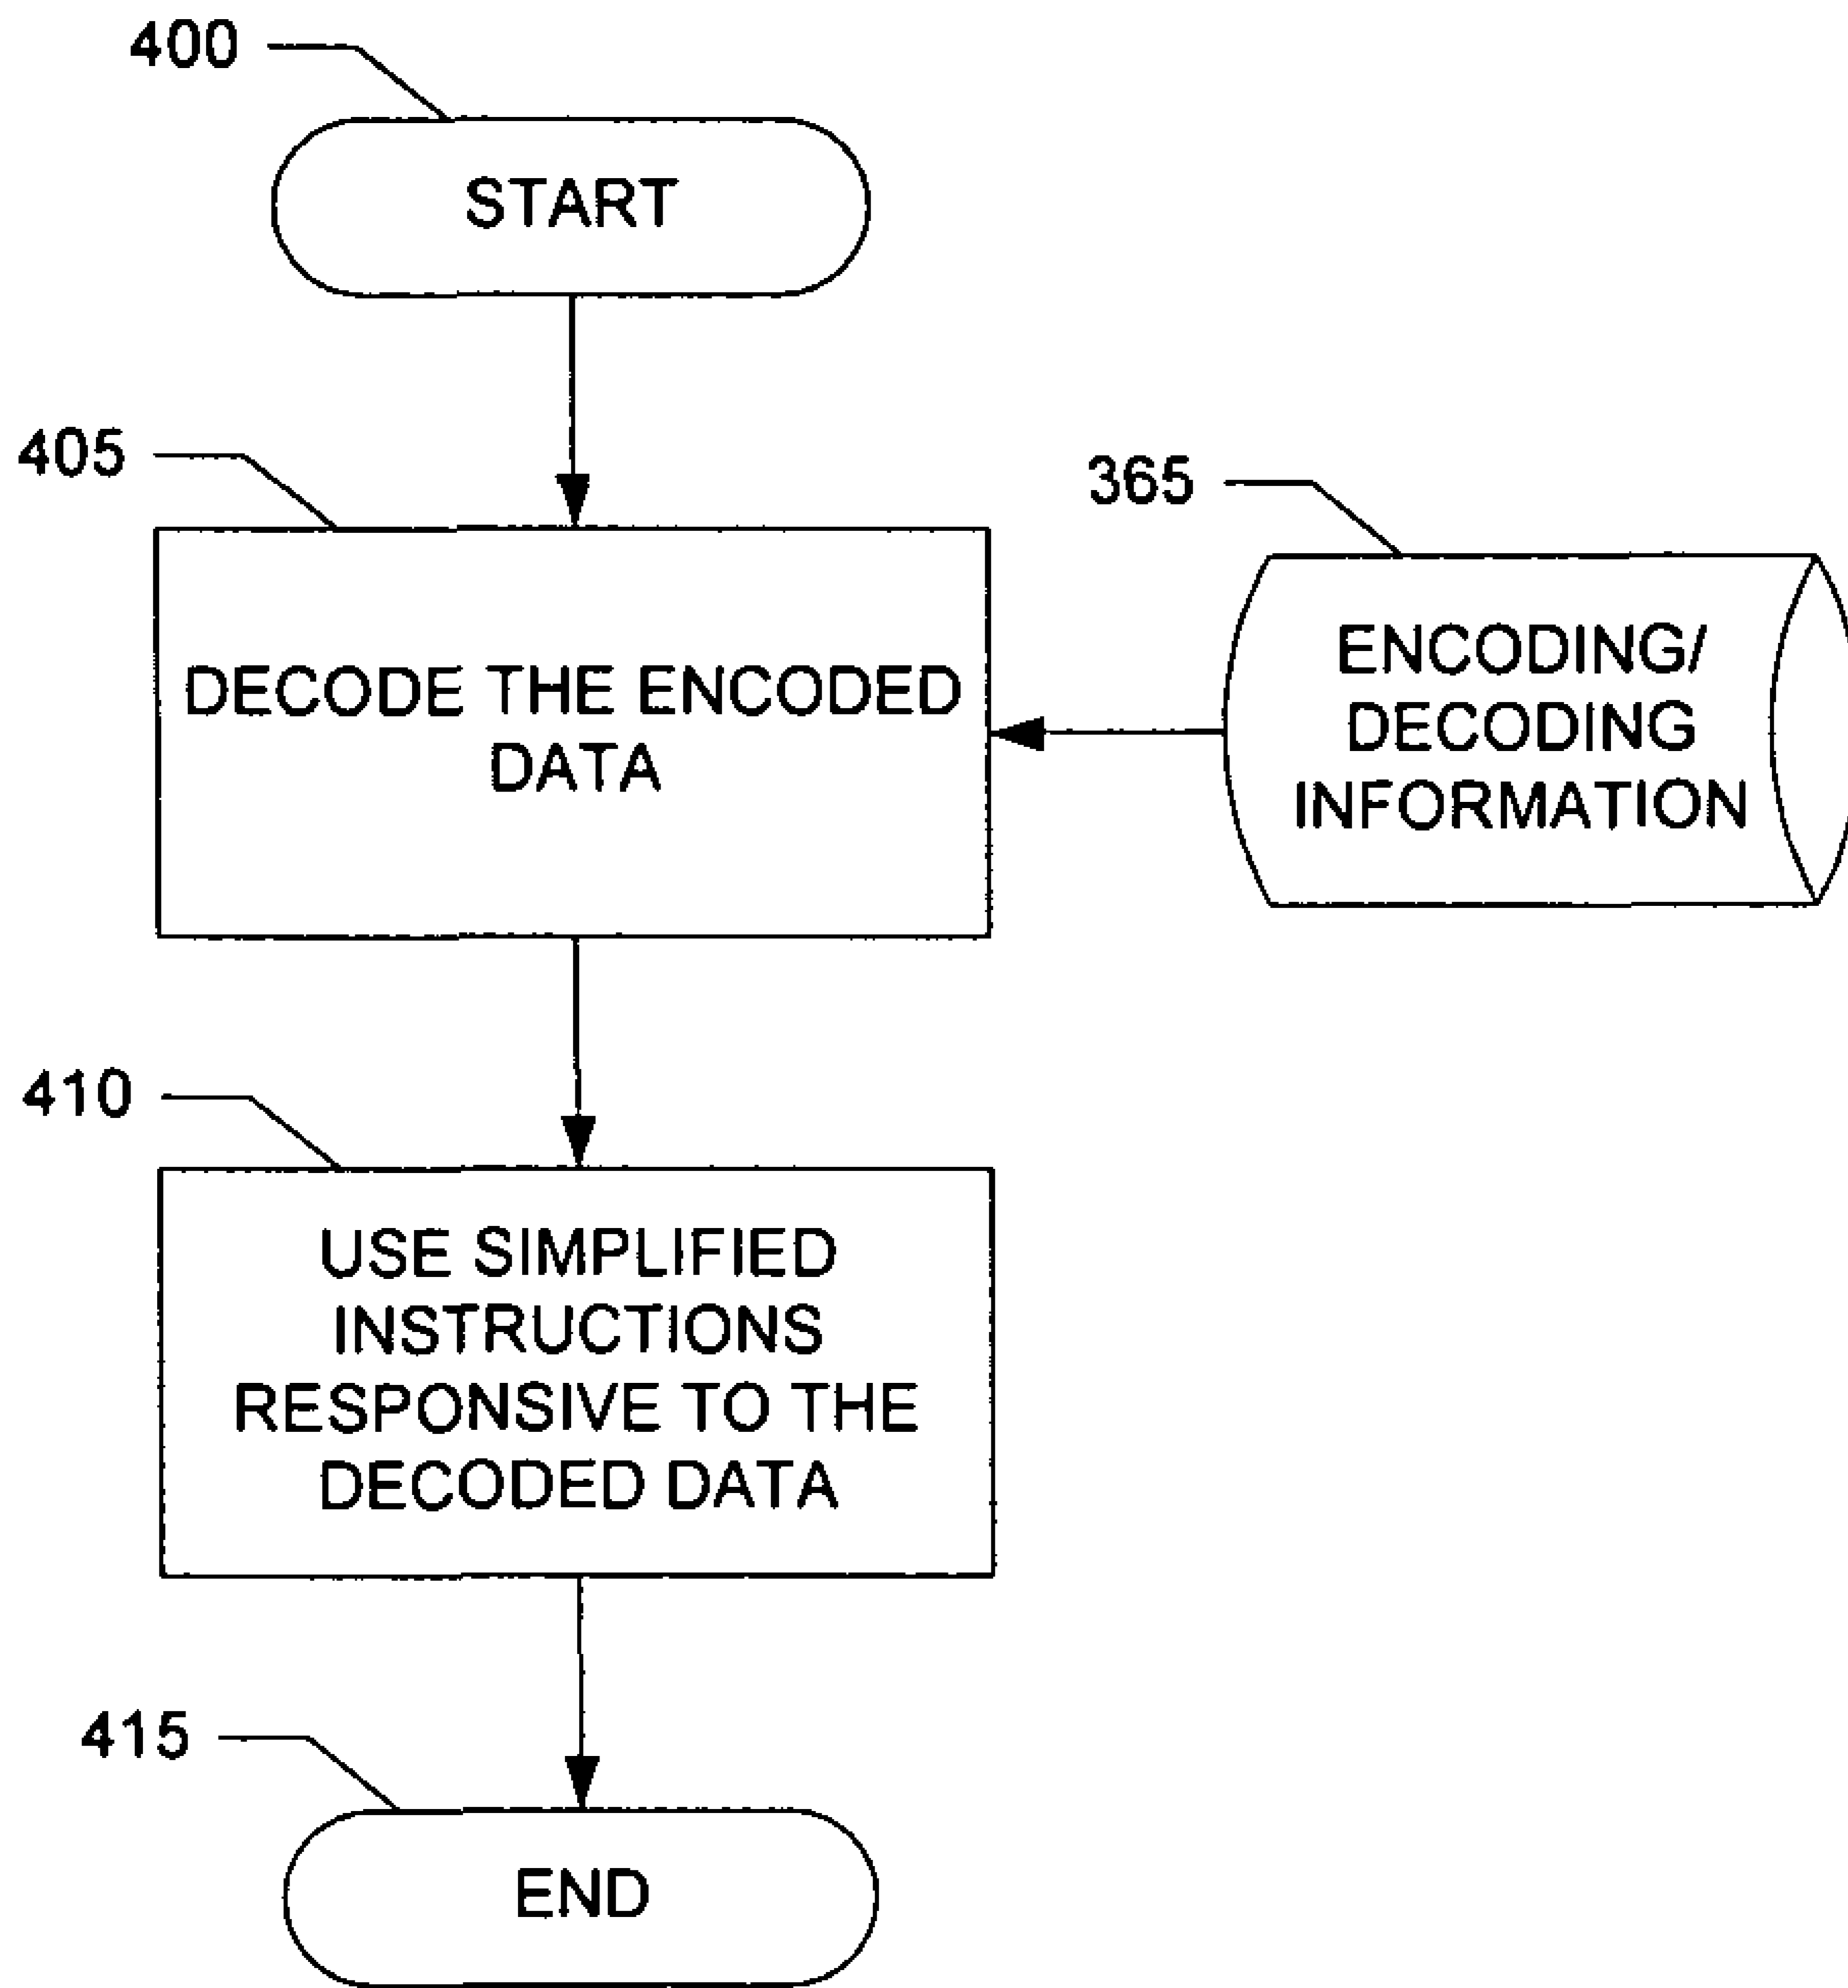 400
START
405
DECODE THE ENCODED
DATA
365
ENCODING/
DECODING
INFORMATION
410
USE SIMPLIFIED
INSTRUCTIONS
RESPONSIVE TO THE
DECODED DATA
415
END